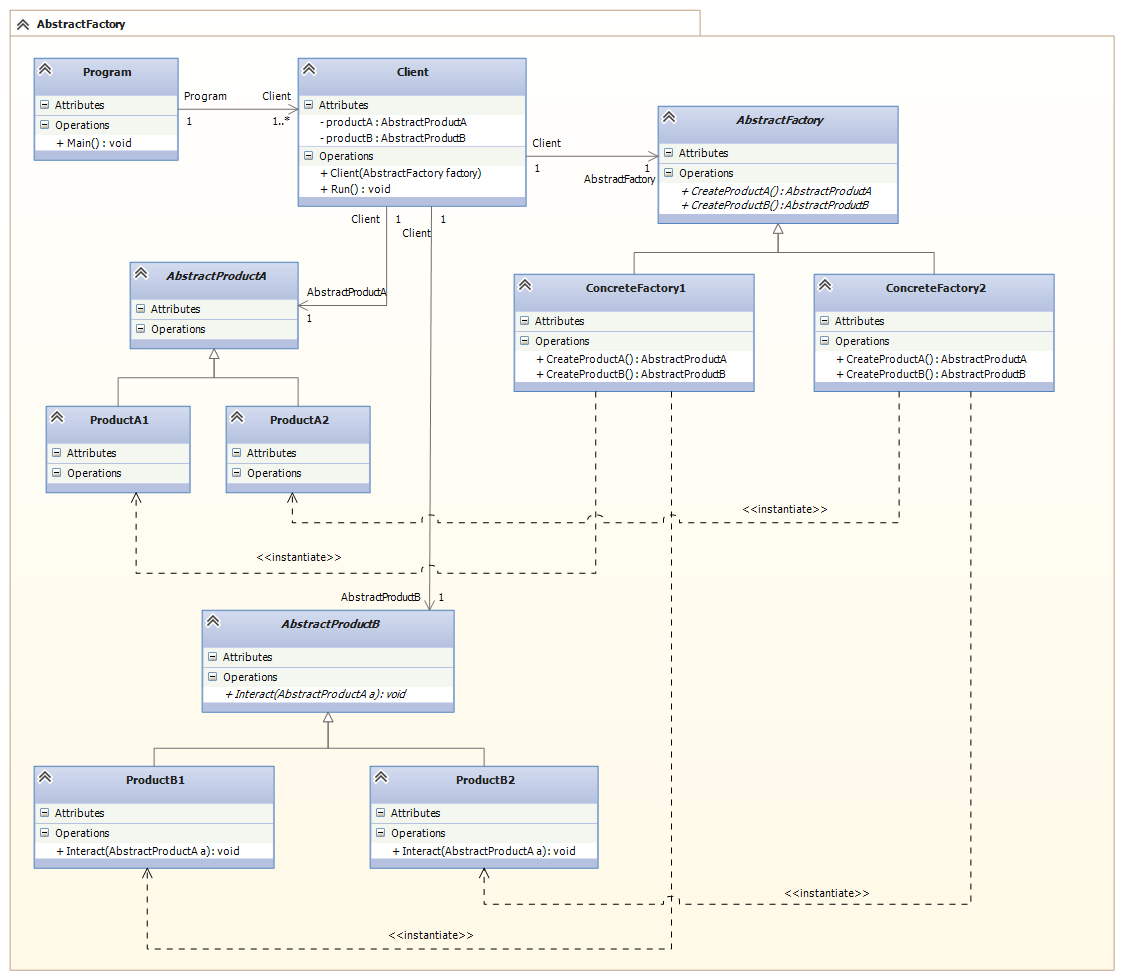 AbstractFactory
Program
Attributes
Operations
+ Main() : void
Program
Client
1
1..*
Client
Attributes
- productA : AbstractProductA
- productB : AbstractProductB
Operations
+ Client(AbstractFactory factory)
+ Run() : void
Client
1
1
AbstractFactory
AbstractFactory
Attributes
Operations
+ CreateProductA() : AbstractProductA
+ CreateProductB() : AbstractProductB
Client
1
Client
1
AbstractProductA
1
AbstractProductA
Attributes
Operations
ConcreteFactory1
Attributes
Operations
+ CreateProductA() : AbstractProductA
+ CreateProductB() : AbstractProductB
ConcreteFactory2
Attributes
Operations
+ CreateProductA() : AbstractProductA
+ CreateProductB() : AbstractProductB
ProductA1
Attributes
Operations
ProductA2
Attributes
Operations
<<instantiate>>
<<instantiate>>
AbstractProductB
1
AbstractProductB
Attributes
Operations
+ Interact(AbstractProductA a) : void
ProductB1
Attributes
Operations
+ Interact(AbstractProductA a) : void
ProductB2
Attributes
Operations
+ Interact(AbstractProductA a) : void
<<instantiate>>
<<instantiate>>